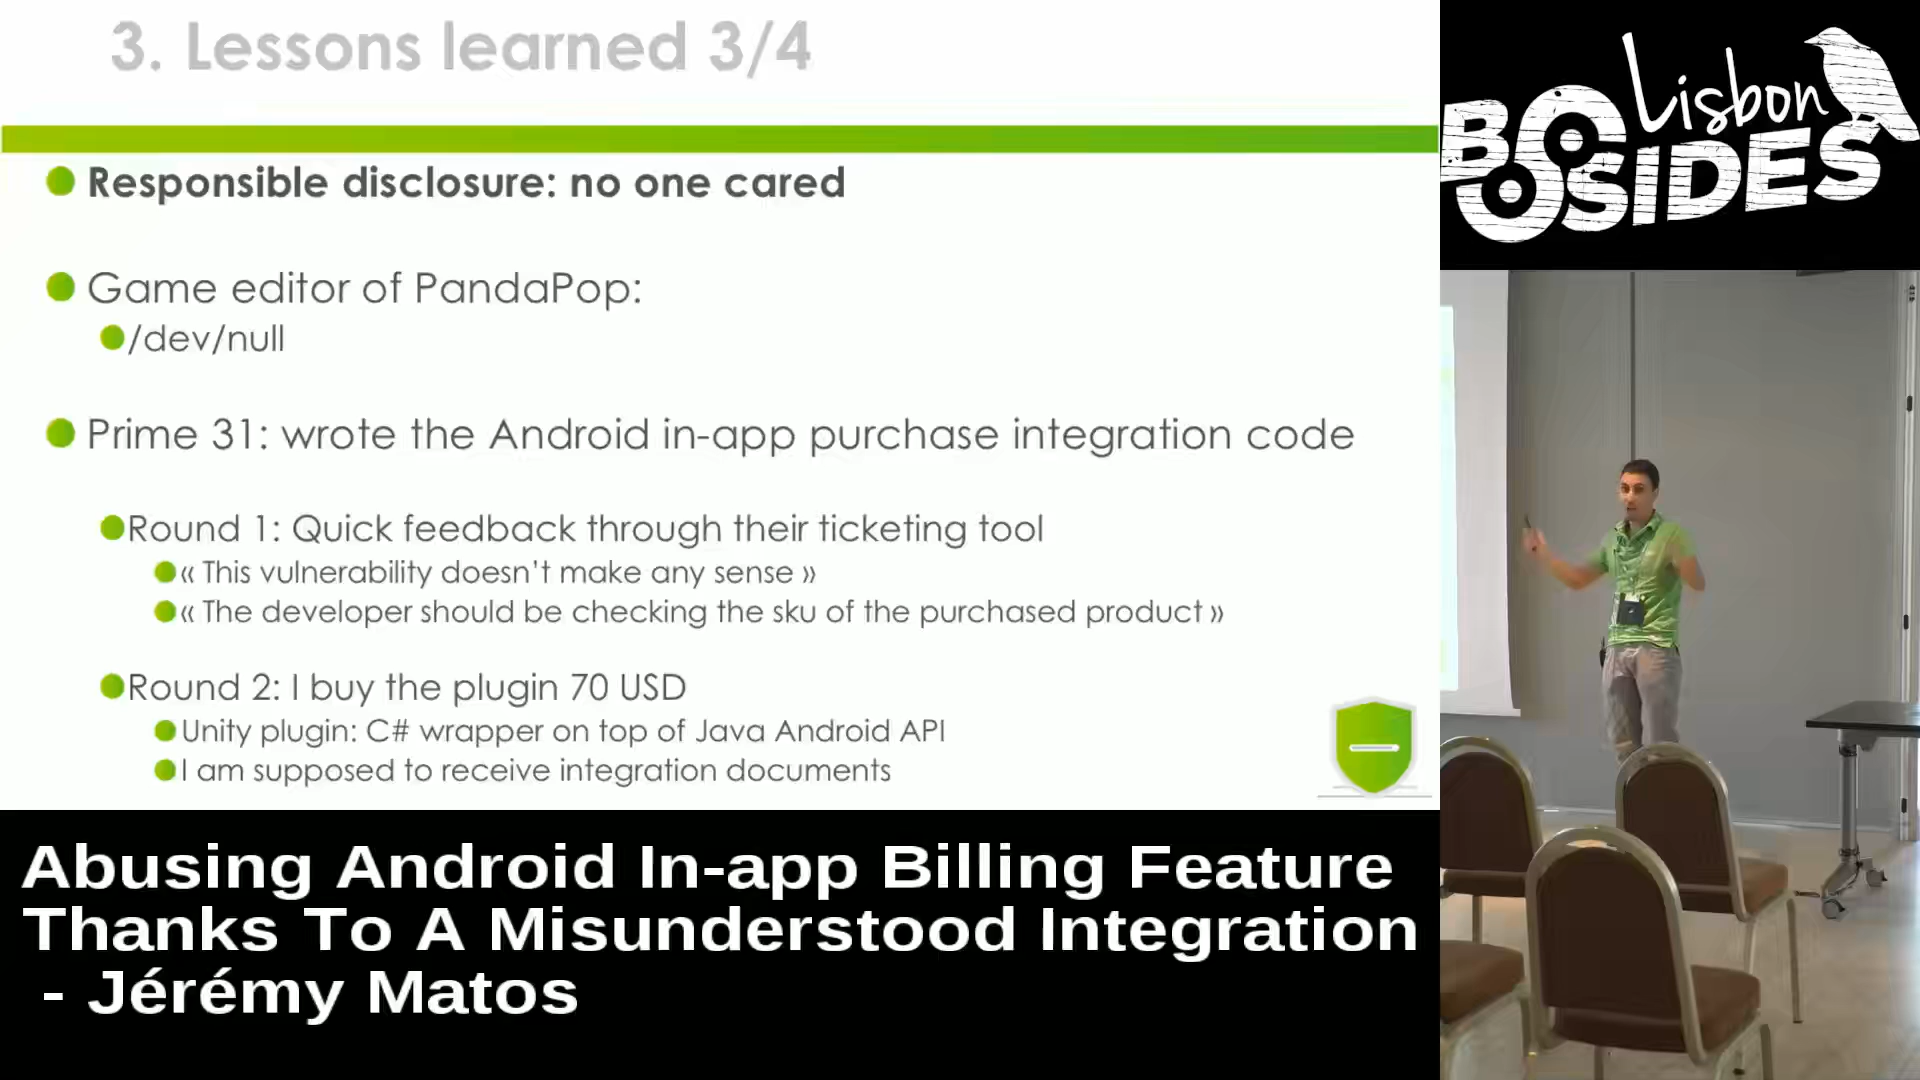 3. Lessons learned 3/4
Responsible disclosure: no one cared
Game editor of PandaPop:
/dev/null
Prime 31: wrote the Android in-app purchase integration code
Round 1: Quick feedback through their ticketing tool
« This vulnerability doesn't make any sense »
« The developer should be checking the sku of the purchased product »
Round 2: I buy the plugin 70 USD
Unity plugin: C# wrapper on top of Java Android API
I am supposed to receive integration documents
Lisbon
BSIDES
Abusing Android In-app Billing Feature
Thanks To A Misunderstood Integration
- Jérémy Matos